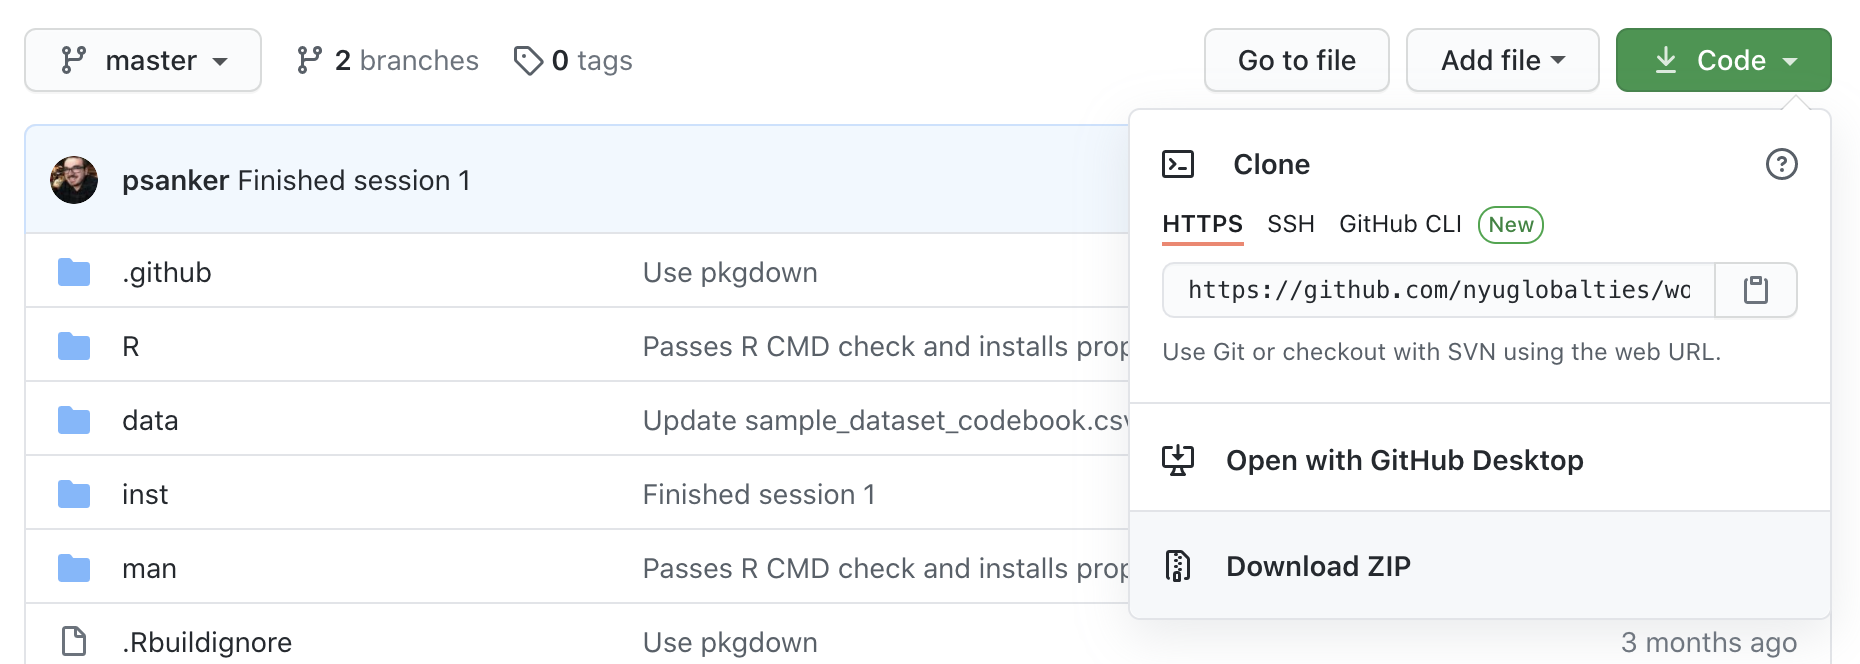 master 2 branches 0 tags Go to file Add file Code
psanker Finished session 1
Clone
HTTPS SSH GitHub CLI New
https://github.com/nyuglobalties/wo
Use Git or checkout with SVN using the web URL.
Open with GitHub Desktop
Download ZIP
.github Use pkgdown
R Passes R CMD check and installs prop
data Update sample_dataset_codebook.csv
inst Finished session 1
man Passes R CMD check and installs prop
.Rbuildignore Use pkgdown 3 months ago